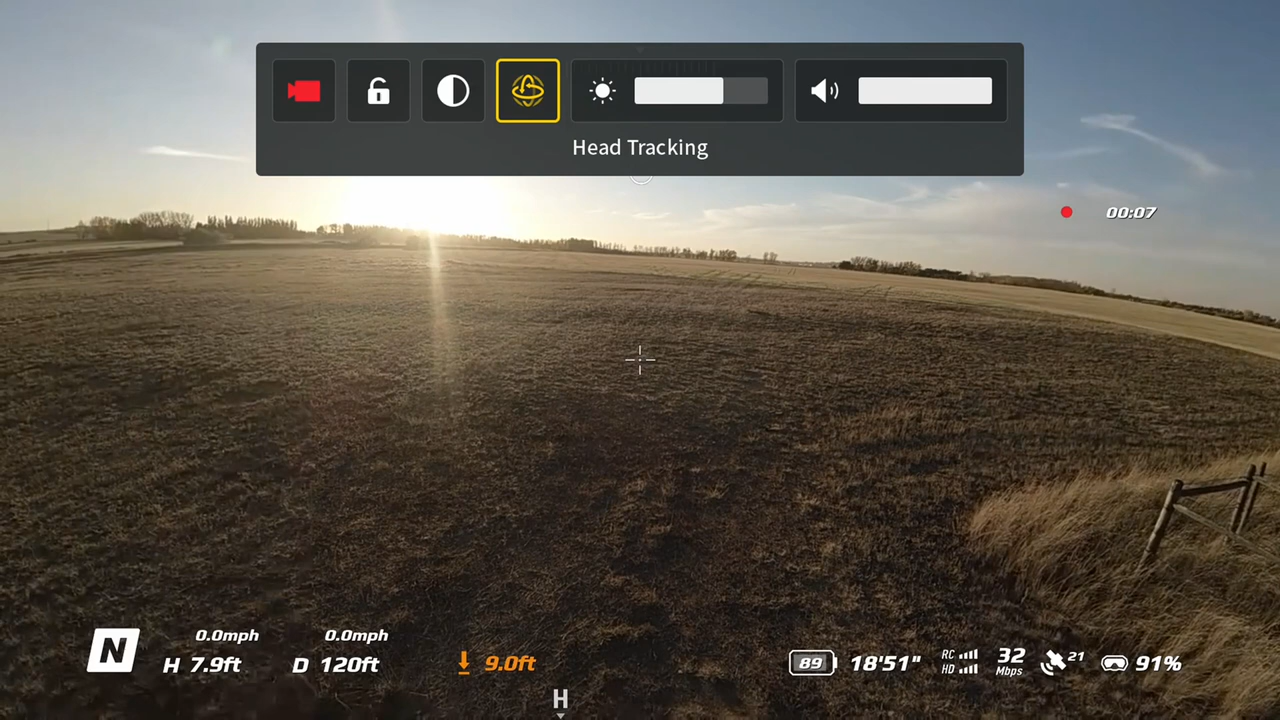 Head Tracking
00:07
N
0.0mph 0.0mph
H 7.9ft D 120ft 9.0ft
89 18'51" RC HD 32 Mbps 21 91%
H